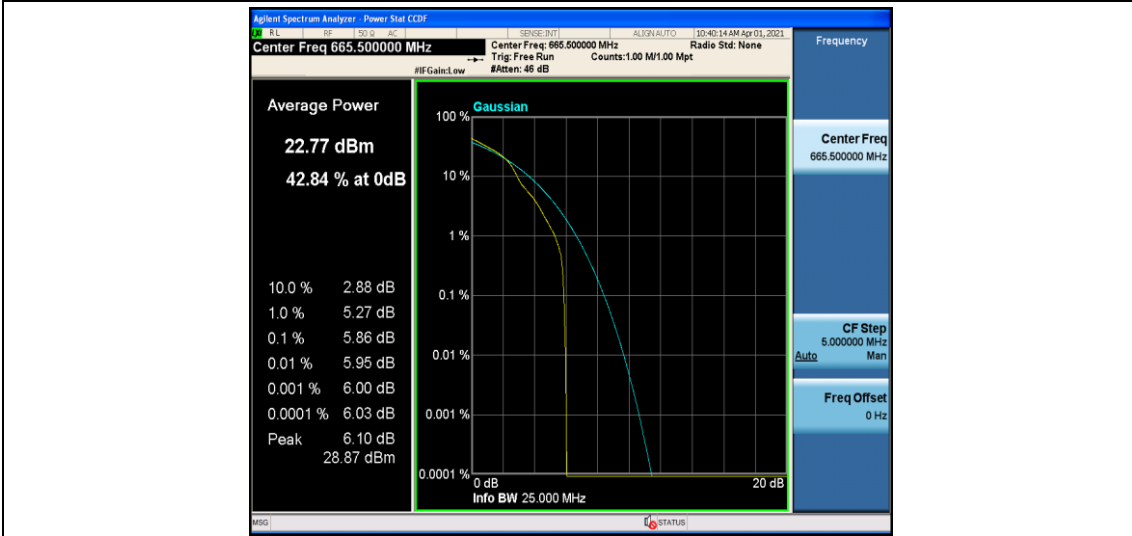 Agilent Spectrum Analyzer - Power Stat CCDF
RL RF 50 Ω AC SENSE:INT ALIGN AUTO 10:40:14 AM Apr 01, 2021
Center Freq 665.500000 MHz
Center Freq: 665.500000 MHz Radio Std: None
Trig: Free Run Counts:1.00 M/1.00 Mpt
#IFGain:Low #Atten: 46 dB
Frequency
Average Power
22.77 dBm
42.84 % at 0dB
10.0 % 2.88 dB
1.0 % 5.27 dB
0.1 % 5.86 dB
0.01 % 5.95 dB
0.001 % 6.00 dB
0.0001 % 6.03 dB
Peak 6.10 dB
28.87 dBm
Gaussian
100 %
10 %
1 %
0.1 %
0.01 %
0.001 %
0.0001 %
0 dB 20 dB
Info BW 25.000 MHz
Center Freq
665.500000 MHz
CF Step
5.000000 MHz
Auto Man
Freq Offset
0 Hz
MSG STATUS